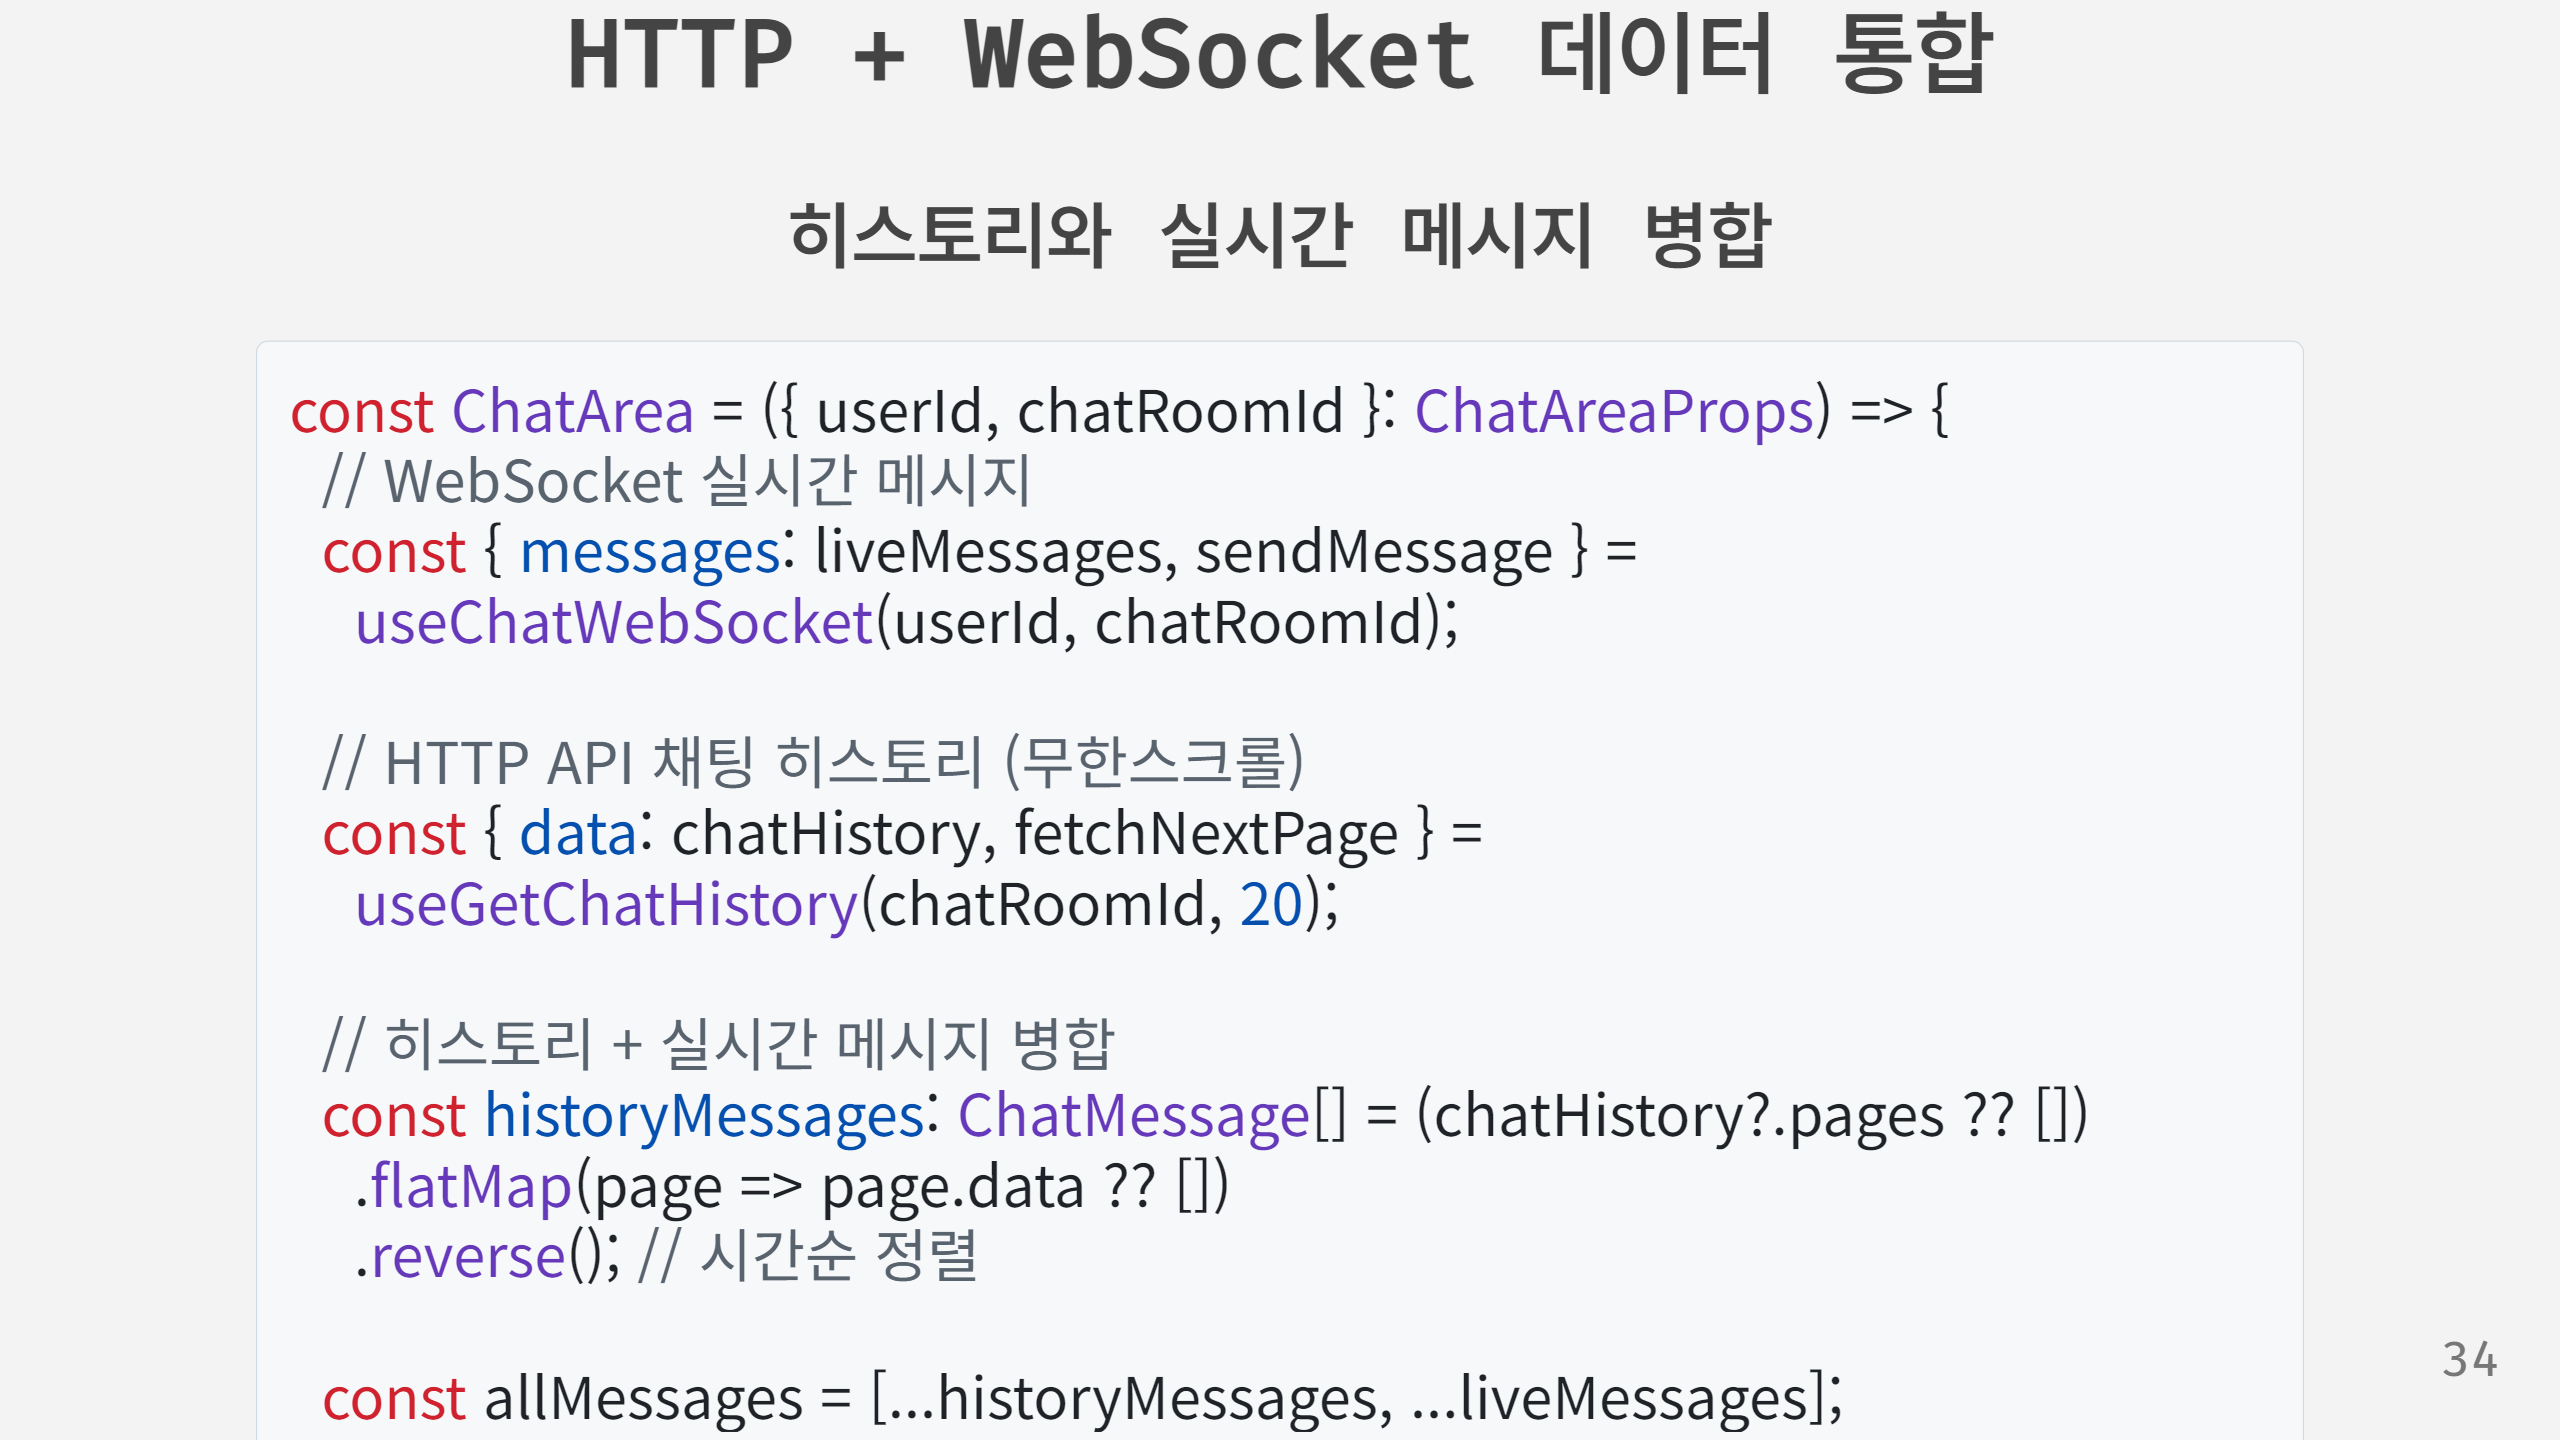 HTTP + WebSocket 데이터 통합
히스토리와 실시간 메시지 병합
const ChatArea = ({ userId, chatRoomId }: ChatAreaProps) => {
  // WebSocket 실시간 메시지
  const { messages: liveMessages, sendMessage } =
    useChatWebSocket(userId, chatRoomId);
  // HTTP API 채팅 히스토리 (무한스크롤)
  const { data: chatHistory, fetchNextPage } =
    useGetChatHistory(chatRoomId, 20);
  // 히스토리 + 실시간 메시지 병합
  const historyMessages: ChatMessage[] = (chatHistory?.pages ?? [])
    .flatMap(page => page.data ?? [])
    .reverse(); // 시간순 정렬
  const allMessages = [...historyMessages, ...liveMessages];
34